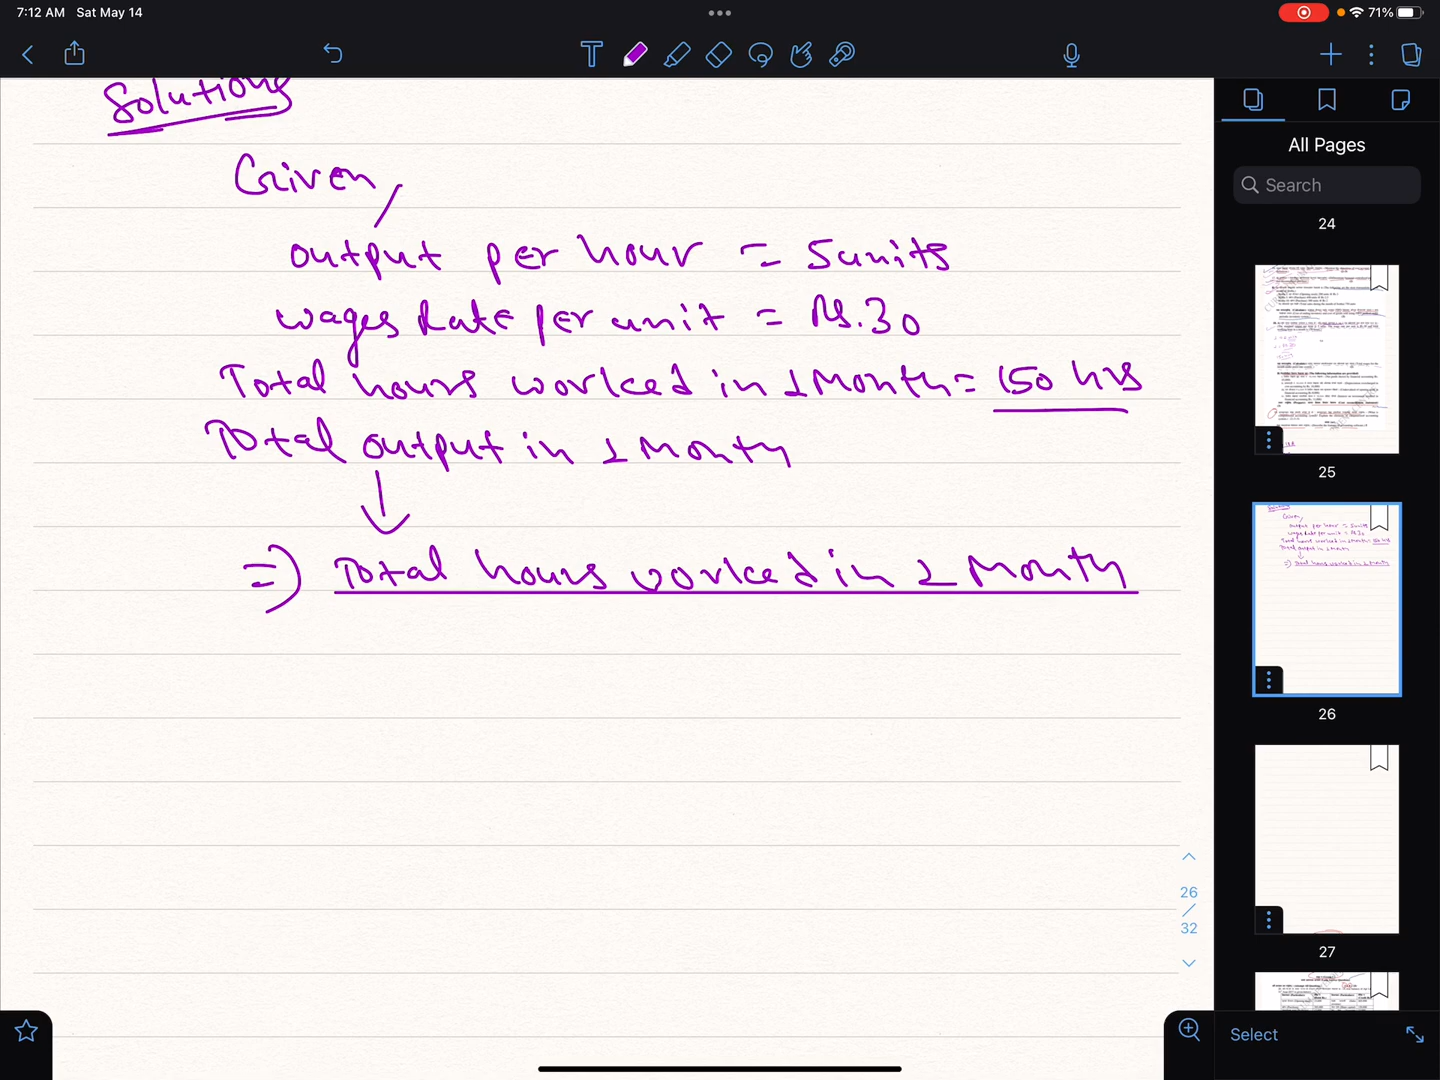 7:12 AM Sat May 14
71%
Solutions
Given,
output per hour = 5units
wages Rate per unit = Rs.30
Total hours worked in 1 Month = 150 hrs
Total output in 1 Month
↓
⇒) Total hours worked in 1 Month
All Pages
Search
24
25
26
27
26
/
32
Select